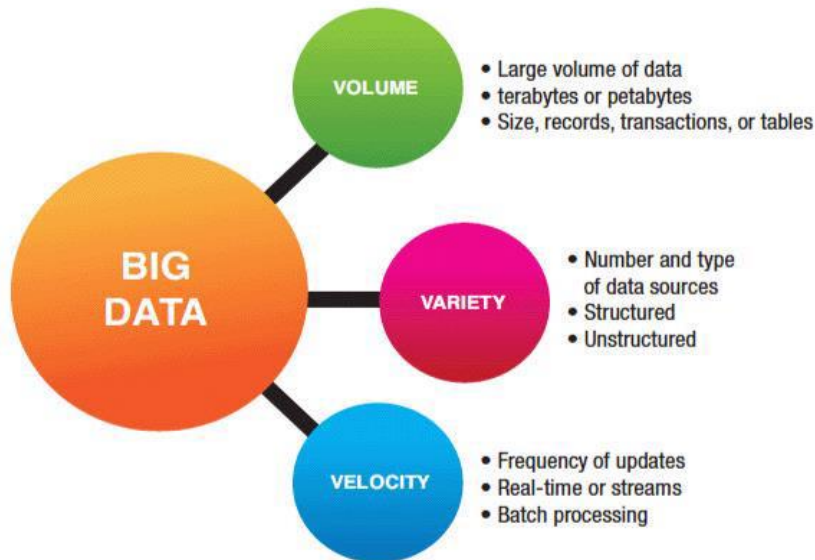 BIG
DATA
VOLUME
• Large volume of data
• terabytes or petabytes
• Size, records, transactions, or tables
VARIETY
• Number and type
of data sources
• Structured
• Unstructured
VELOCITY
• Frequency of updates
• Real-time or streams
• Batch processing